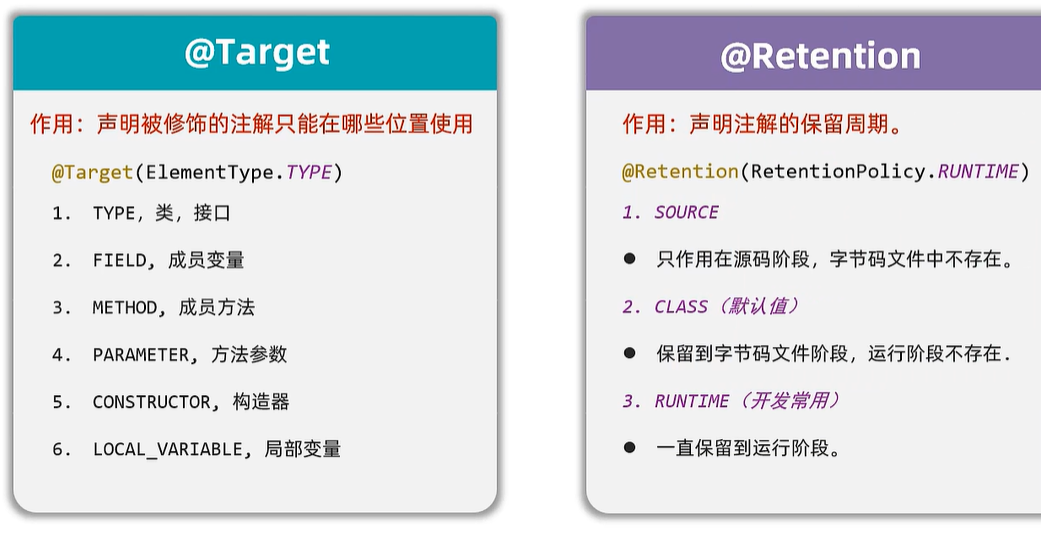 @Target
作用：声明被修饰的注解只能在哪些位置使用
@Target(ElementType.TYPE)
1. TYPE，类，接口
2. FIELD, 成员变量
3. METHOD, 成员方法
4. PARAMETER, 方法参数
5. CONSTRUCTOR, 构造器
6. LOCAL_VARIABLE, 局部变量
@Retention
作用：声明注解的保留周期。
@Retention(RetentionPolicy.RUNTIME)
1. SOURCE
● 只作用在源码阶段，字节码文件中不存在。
2. CLASS（默认值）
● 保留到字节码文件阶段，运行阶段不存在.
3. RUNTIME（开发常用）
● 一直保留到运行阶段。